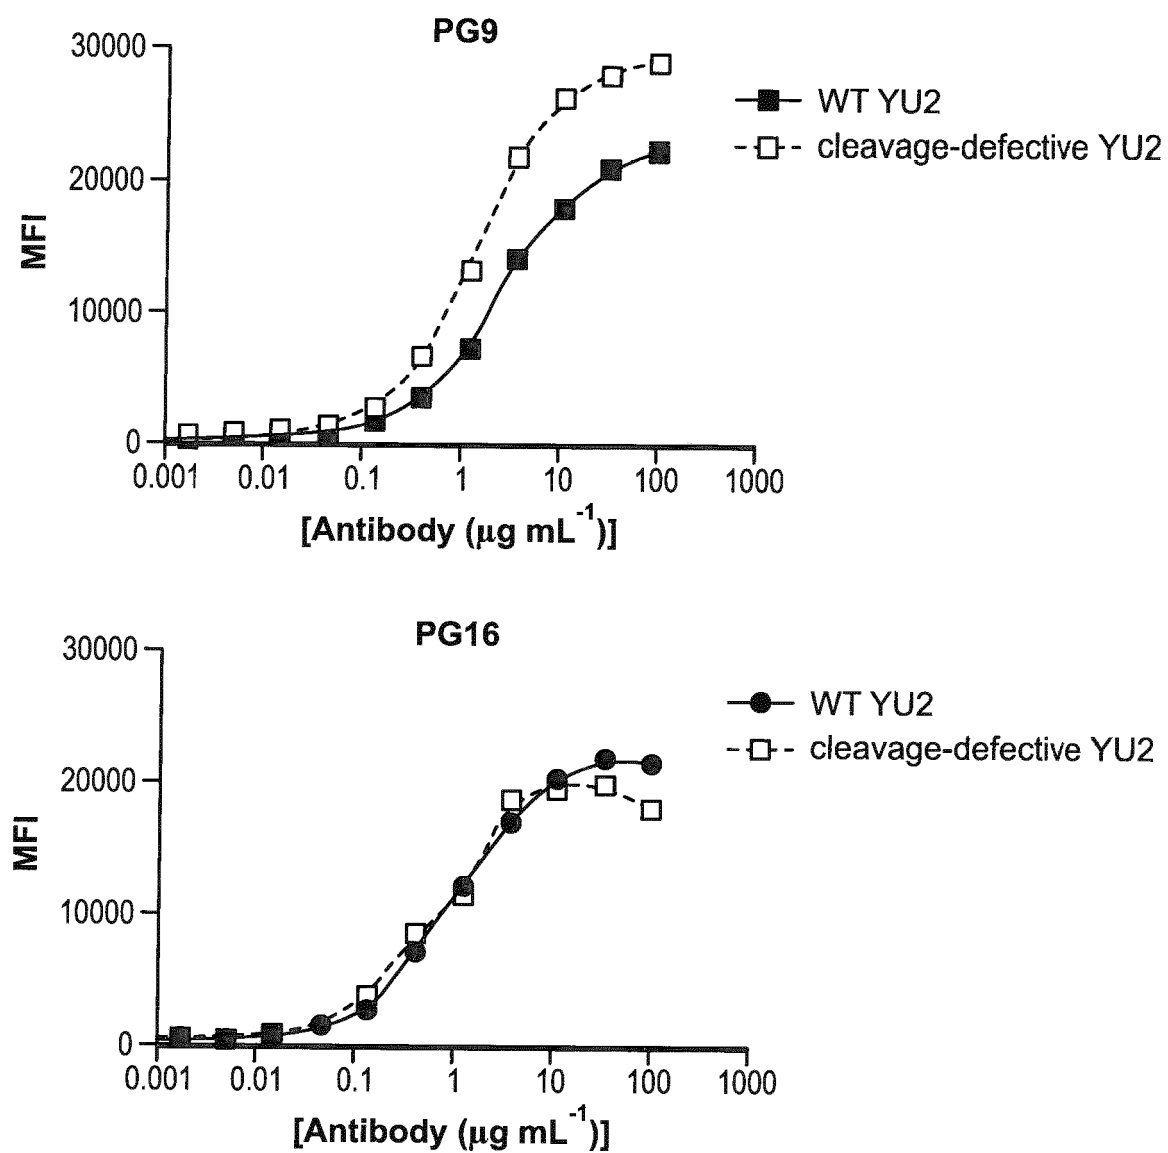 PG9
30000
20000
10000
0
MFI
0.001 0.01 0.1 1 10 100 1000
[Antibody (μg mL-1)]
WT YU2
cleavage-defective YU2
PG16
30000
20000
10000
0
MFI
0.001 0.01 0.1 1 10 100 1000
[Antibody (μg mL-1)]
WT YU2
cleavage-defective YU2